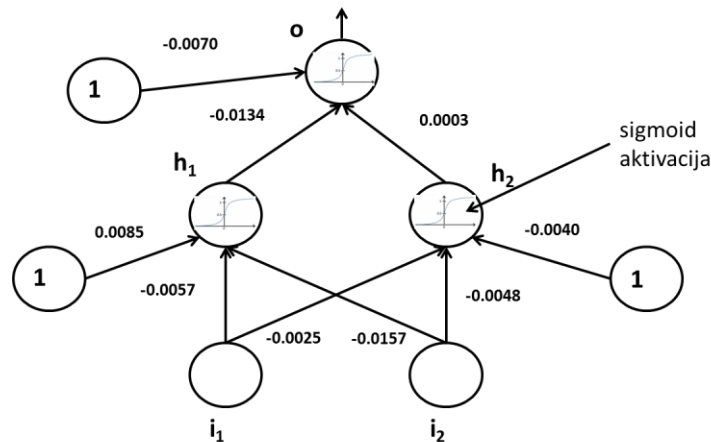 o
-0.0070
1
-0.0134
0.0003
sigmoid
aktivacija
h₁
h₂
0.0085
-0.0040
1
1
-0.0057
-0.0048
-0.0025
-0.0157
i₁
i₂